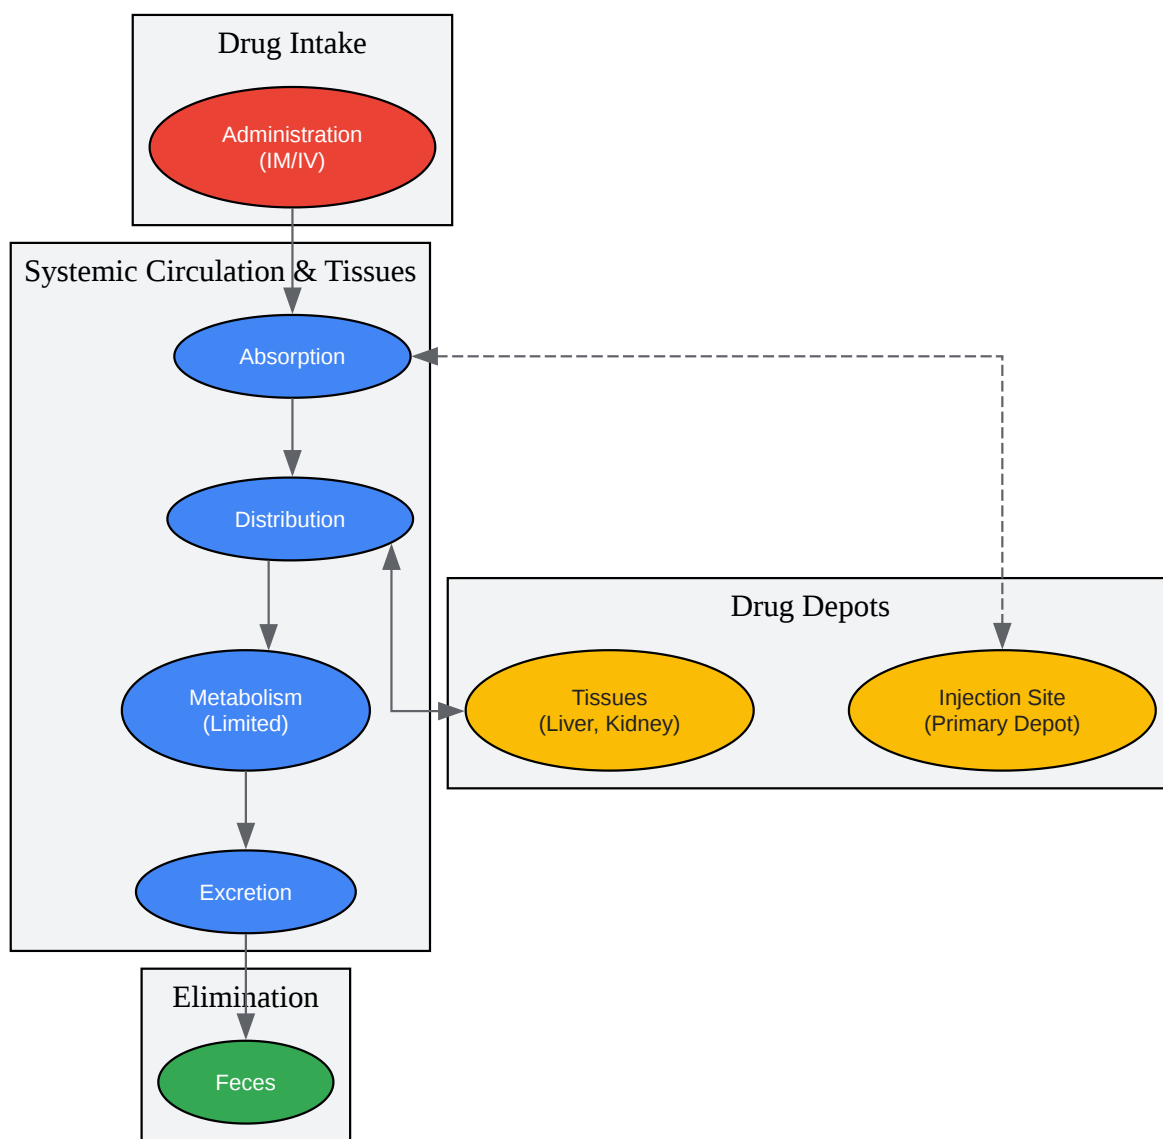 Drug Intake
Administration
(IM/IV)
Systemic Circulation & Tissues
Absorption
Distribution
Drug Depots
Metabolism
(Limited)
Tissues
(Liver, Kidney)
Injection Site
(Primary Depot)
Excretion
Elimination
Feces